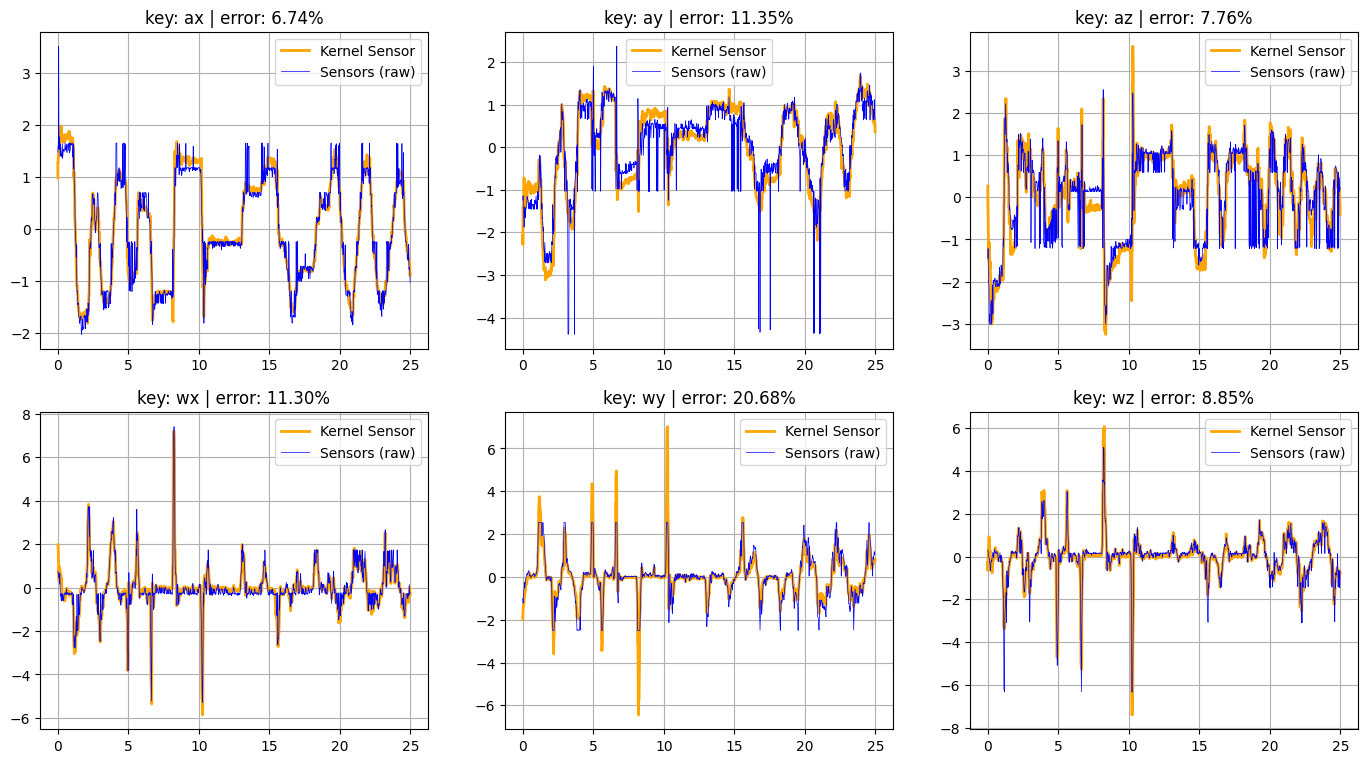 key: ax | error: 6.74%
Kernel Sensor
Sensors (raw)
3
2
1
0
−1
−2
0 5 10 15 20 25
key: ay | error: 11.35%
Kernel Sensor
Sensors (raw)
2
1
0
−1
−2
−3
−4
0 5 10 15 20 25
key: az | error: 7.76%
Kernel Sensor
Sensors (raw)
3
2
1
0
−1
−2
−3
0 5 10 15 20 25
key: wx | error: 11.30%
Kernel Sensor
Sensors (raw)
8
6
4
2
0
−2
−4
−6
0 5 10 15 20 25
key: wy | error: 20.68%
Kernel Sensor
Sensors (raw)
6
4
2
0
−2
−4
−6
0 5 10 15 20 25
key: wz | error: 8.85%
Kernel Sensor
Sensors (raw)
6
4
2
0
−2
−4
−6
−8
0 5 10 15 20 25